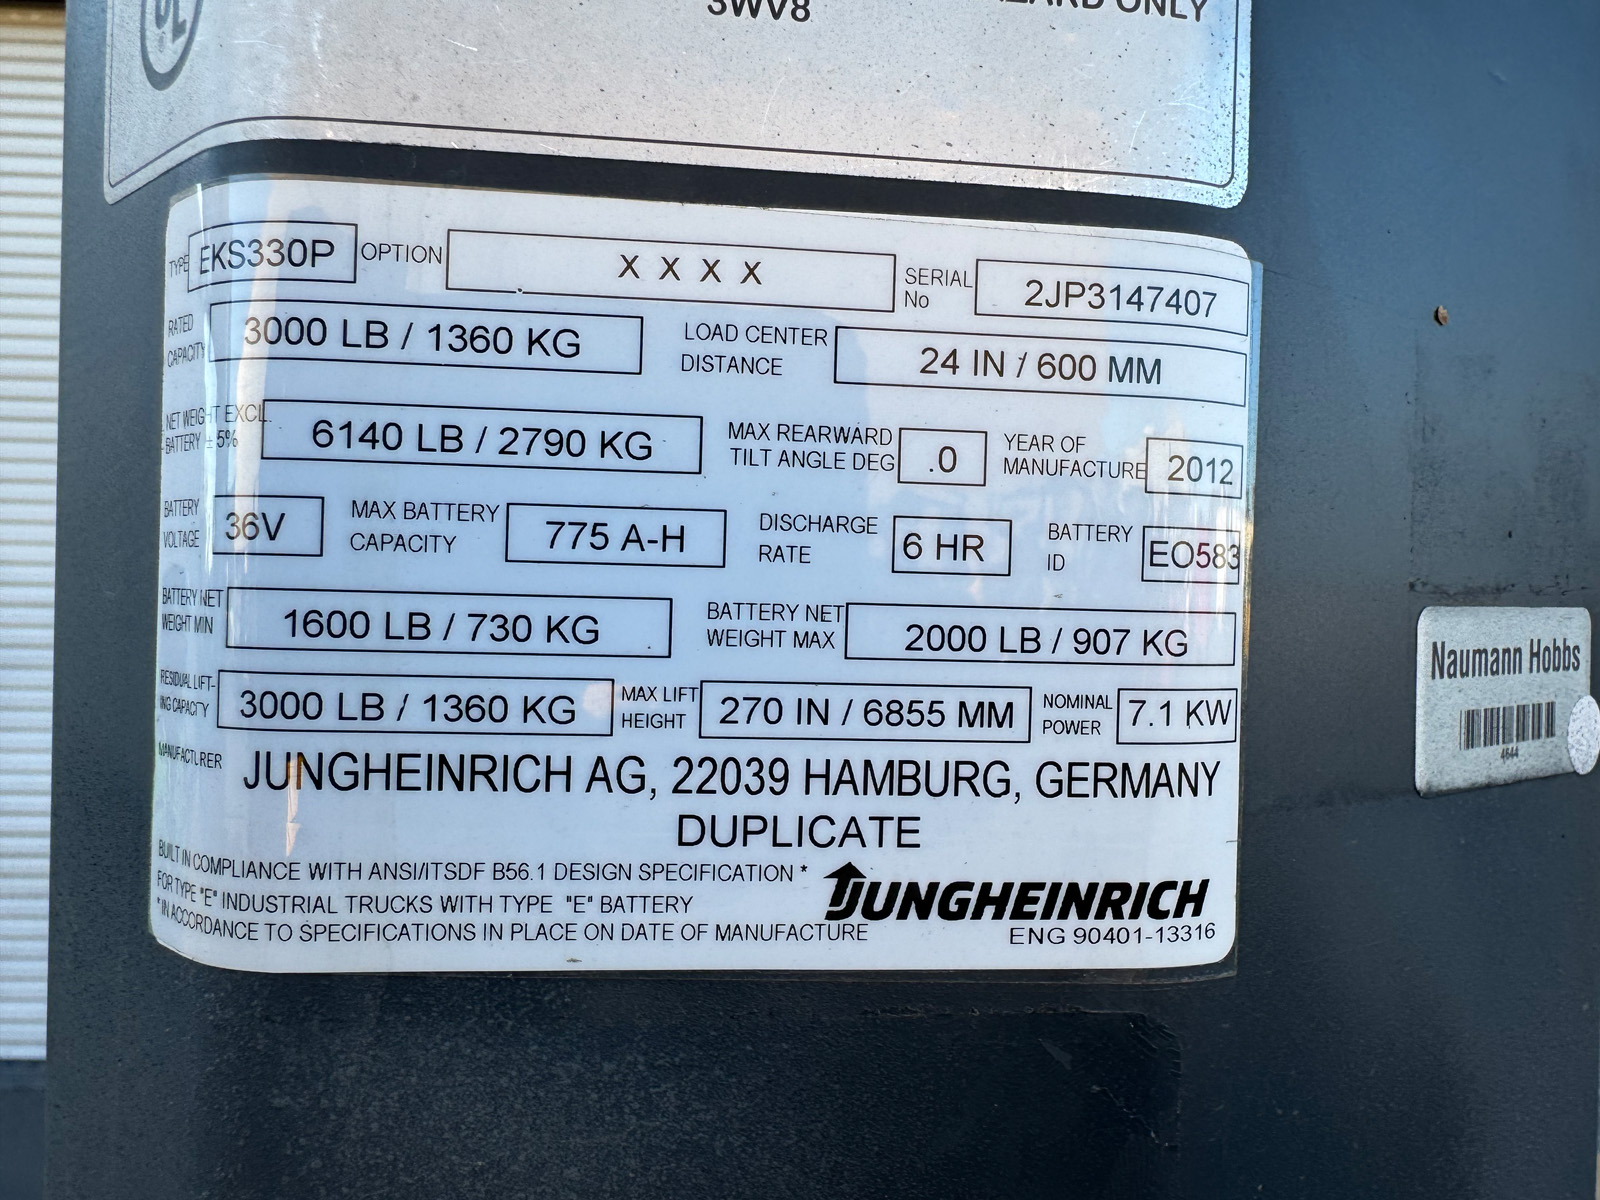 UL
3WV8
ONLY
TYPE EKS330P OPTION X X X X SERIAL No 2JP3147407
RATED CAPACITY 3000 LB / 1360 KG LOAD CENTER DISTANCE 24 IN / 600 MM
NET WEIGHT EXCL. BATTERY ± 5% 6140 LB / 2790 KG MAX REARWARD TILT ANGLE DEG .0 YEAR OF MANUFACTURE 2012
BATTERY VOLTAGE 36V MAX BATTERY CAPACITY 775 A-H DISCHARGE RATE 6 HR BATTERY ID EO583
BATTERY NET WEIGHT MIN 1600 LB / 730 KG BATTERY NET WEIGHT MAX 2000 LB / 907 KG
RESIDUAL LIFT-ING CAPACITY 3000 LB / 1360 KG MAX LIFT HEIGHT 270 IN / 6855 MM NOMINAL POWER 7.1 KW
MANUFACTURER JUNGHEINRICH AG, 22039 HAMBURG, GERMANY
DUPLICATE
BUILT IN COMPLIANCE WITH ANSI/ITSDF B56.1 DESIGN SPECIFICATION *
FOR TYPE "E" INDUSTRIAL TRUCKS WITH TYPE "E" BATTERY
*IN ACCORDANCE TO SPECIFICATIONS IN PLACE ON DATE OF MANUFACTURE
JUNGHEINRICH
ENG 90401-13316
Naumann Hobbs
4644